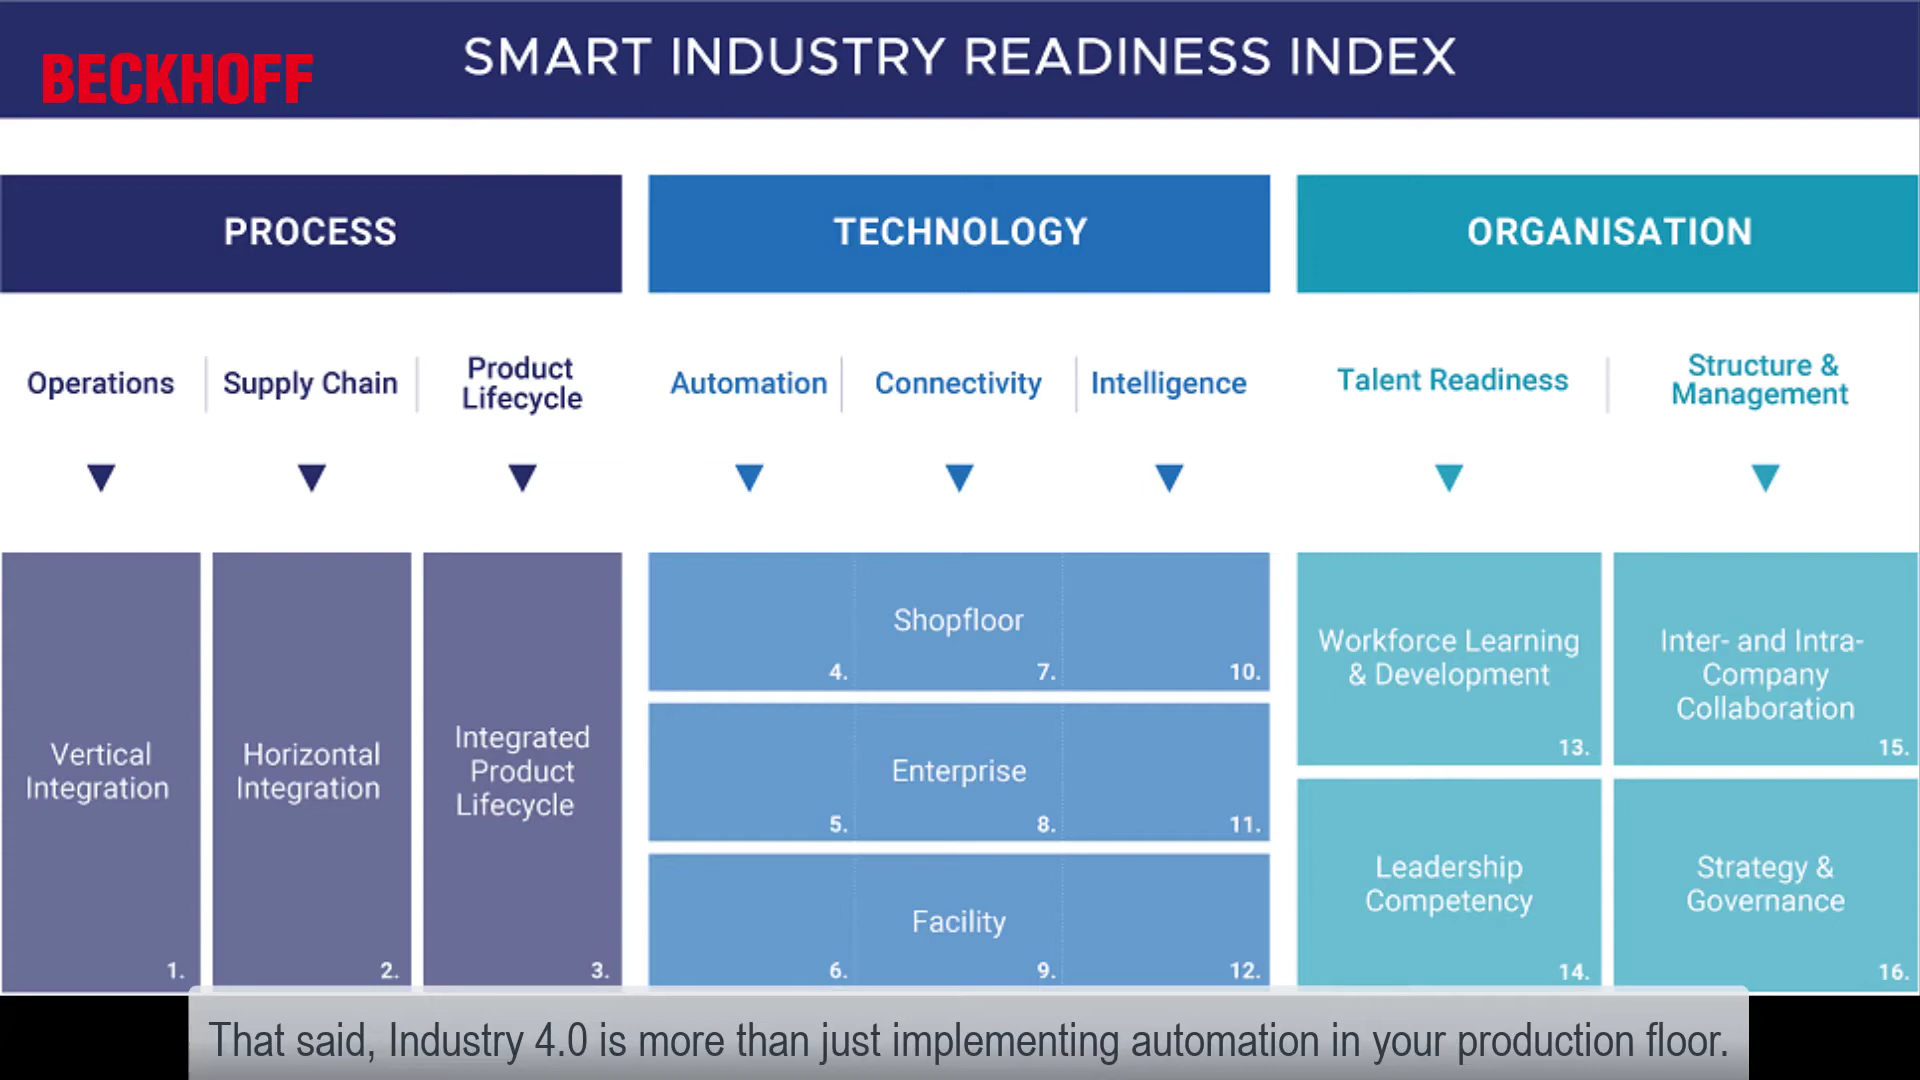 BECKHOFF
SMART INDUSTRY READINESS INDEX
PROCESS
TECHNOLOGY
ORGANISATION
Operations
Supply Chain
Product
Lifecycle
Automation
Connectivity
Intelligence
Talent Readiness
Structure &
Management
Vertical
Integration
1.
Horizontal
Integration
2.
Integrated
Product
Lifecycle
3.
Shopfloor
4.
7.
10.
Enterprise
5.
8.
11.
Facility
6.
9.
12.
Workforce Learning
& Development
13.
Inter- and Intra-
Company
Collaboration
15.
Leadership
Competency
14.
Strategy &
Governance
16.
That said, Industry 4.0 is more than just implementing automation in your production floor.